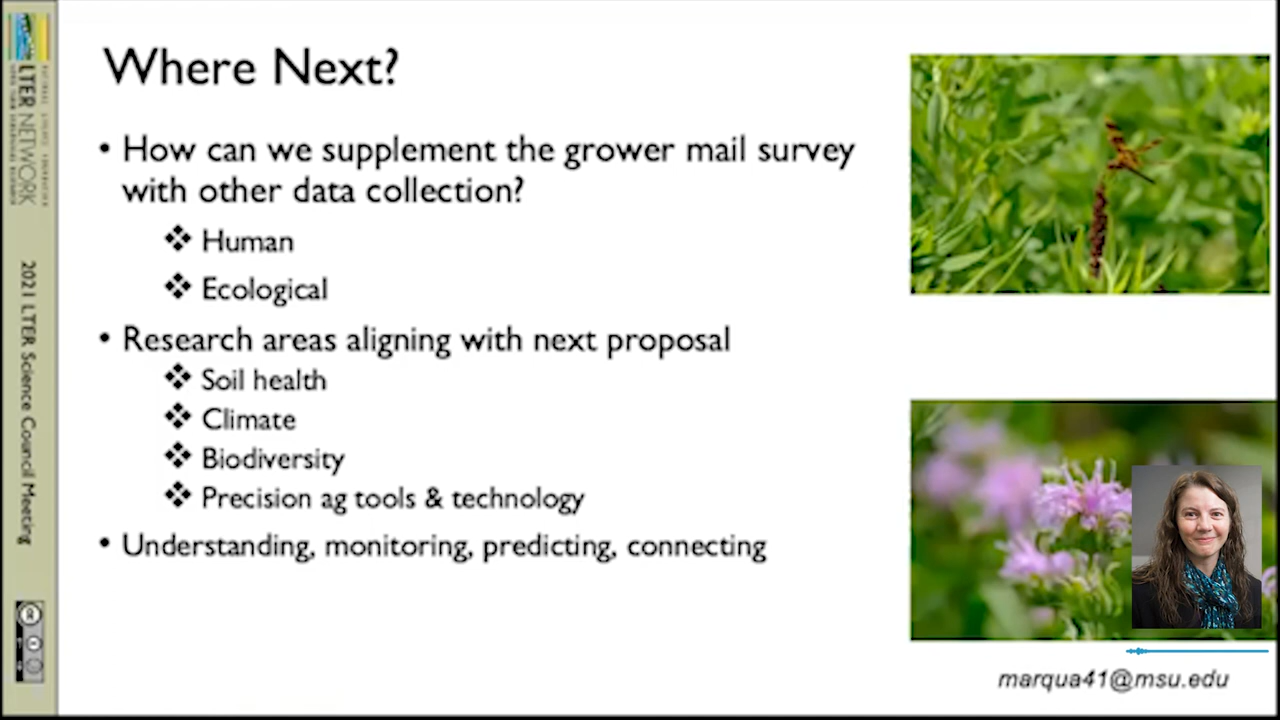 Where Next?
• How can we supplement the grower mail survey
with other data collection?
❖ Human
❖ Ecological
• Research areas aligning with next proposal
❖ Soil health
❖ Climate
❖ Biodiversity
❖ Precision ag tools & technology
• Understanding, monitoring, predicting, connecting
marqua41@msu.edu
LTER NETWORK
2021 LTER Science Council Meeting
cc